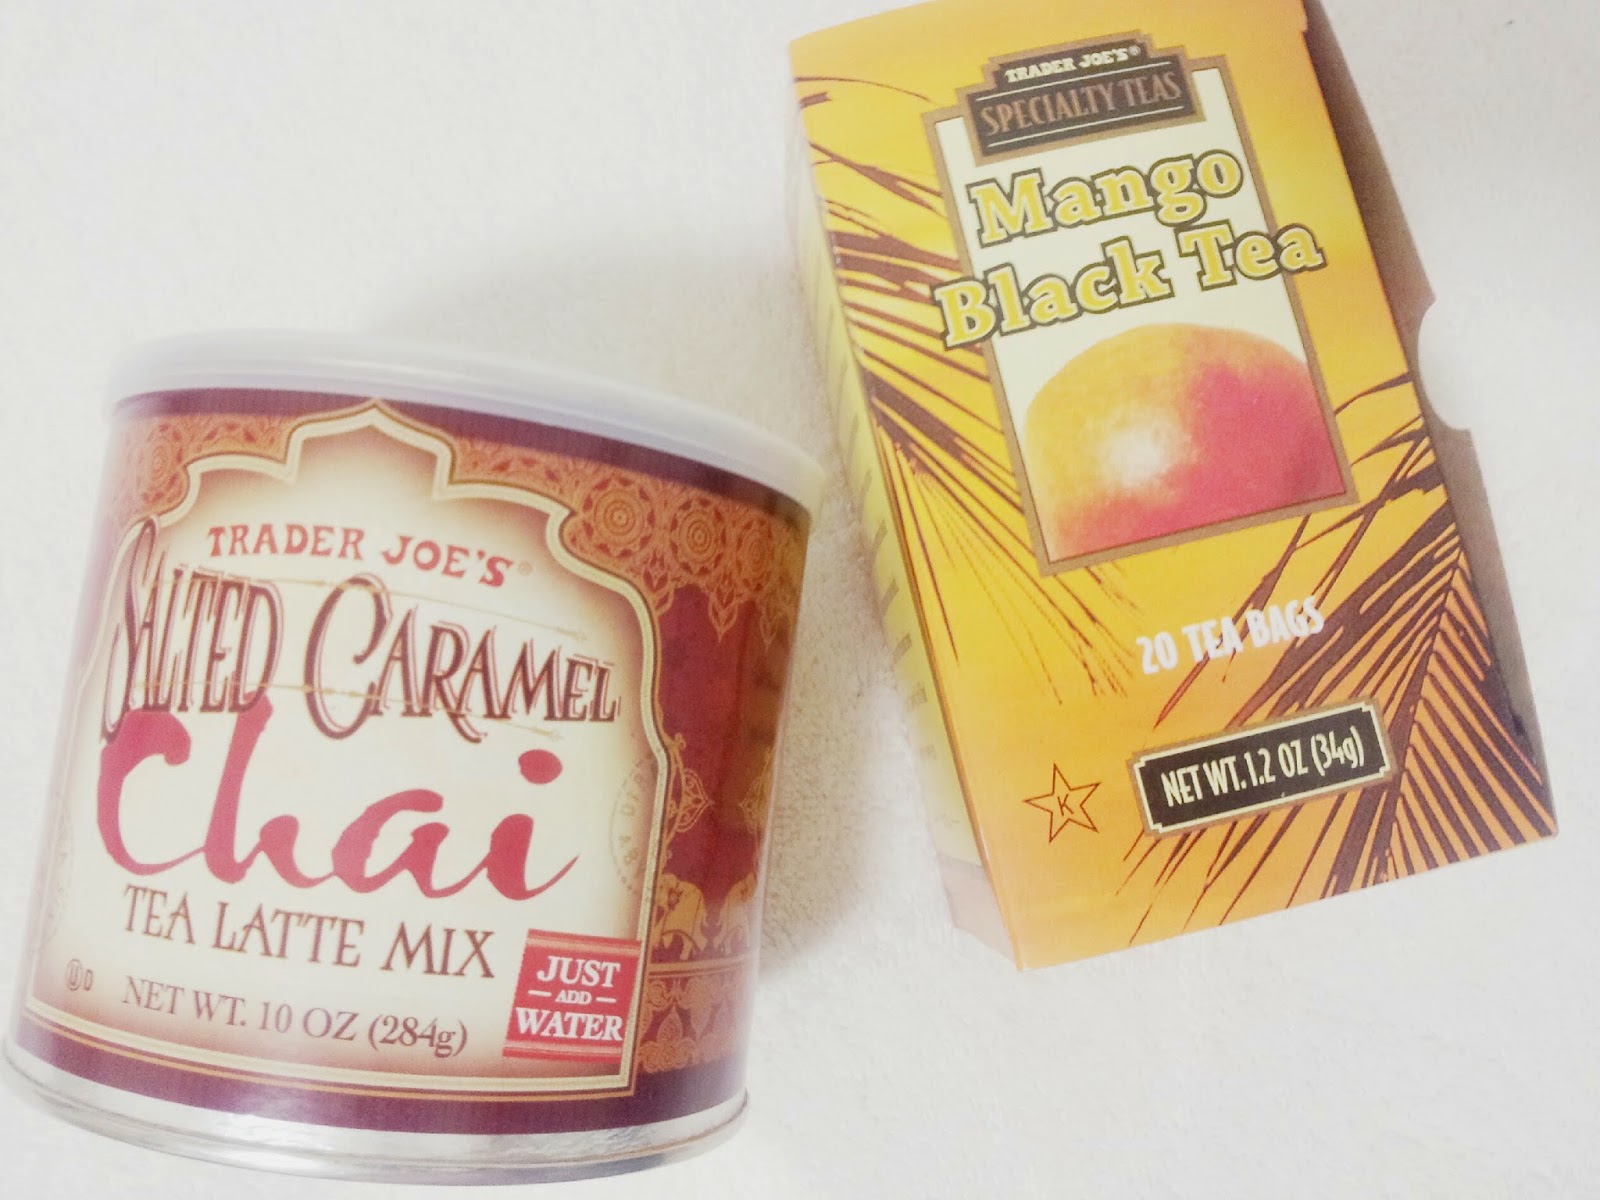 TRADER JOE'S®
SALTED CARAMEL
Chai
TEA LATTE MIX
JUST
ADD
WATER
U D
NET WT. 10 OZ (284g)
TRADER JOE'S®
SPECIALTY TEAS
Mango
Black Tea
20 TEA BAGS
K
NET WT. 1.2 OZ (34g)